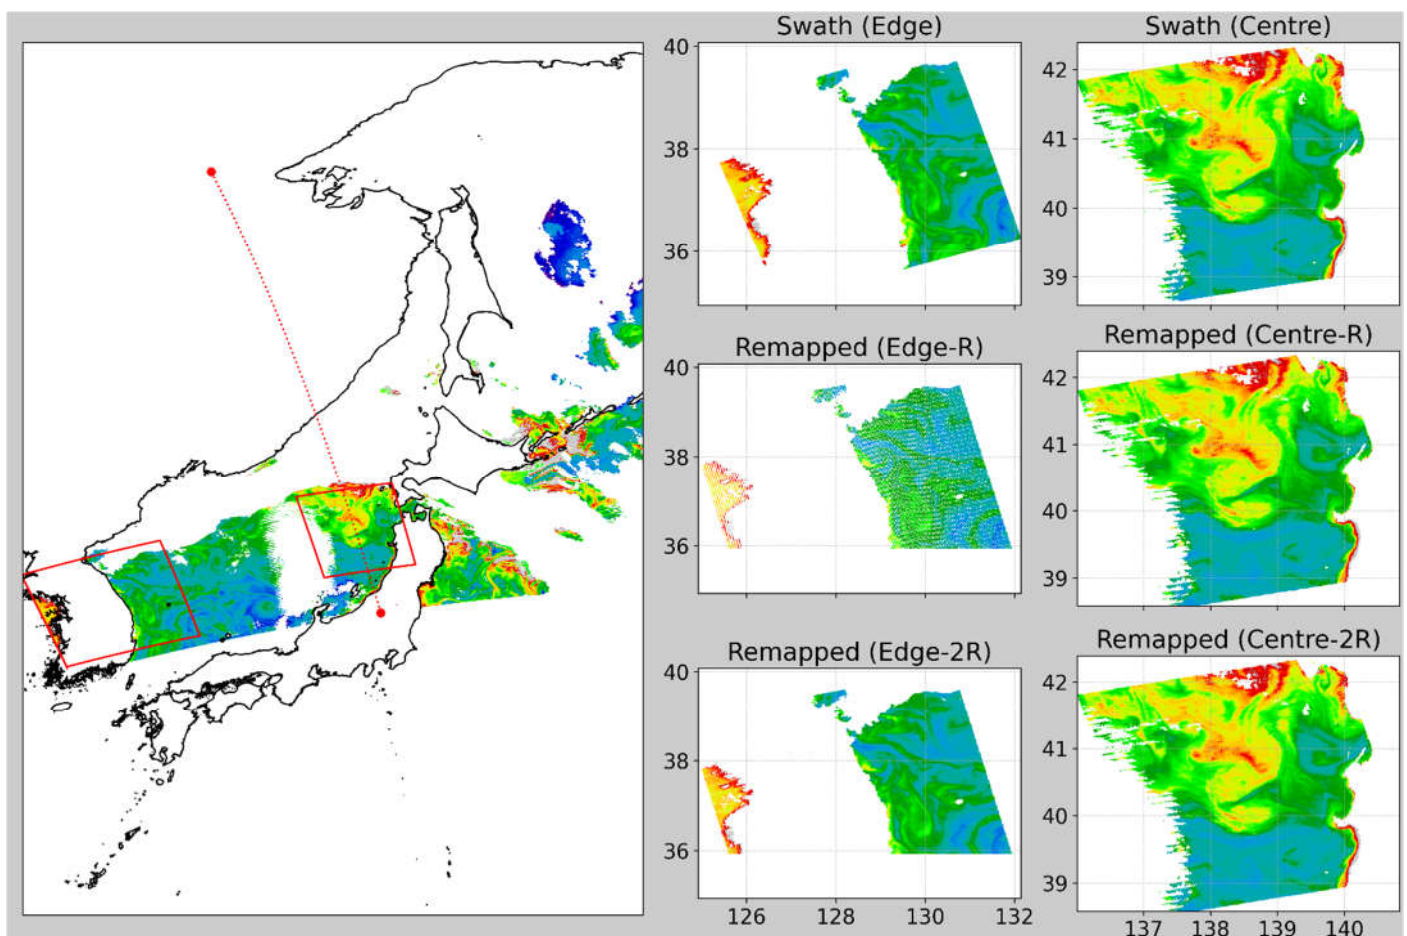 Swath (Edge)
40
38
36
Swath (Centre)
42
41
40
39
Remapped (Edge-R)
40
38
36
Remapped (Centre-R)
42
41
40
39
Remapped (Edge-2R)
40
38
36
126 128 130 132
Remapped (Centre-2R)
42
41
40
39
137 138 139 140